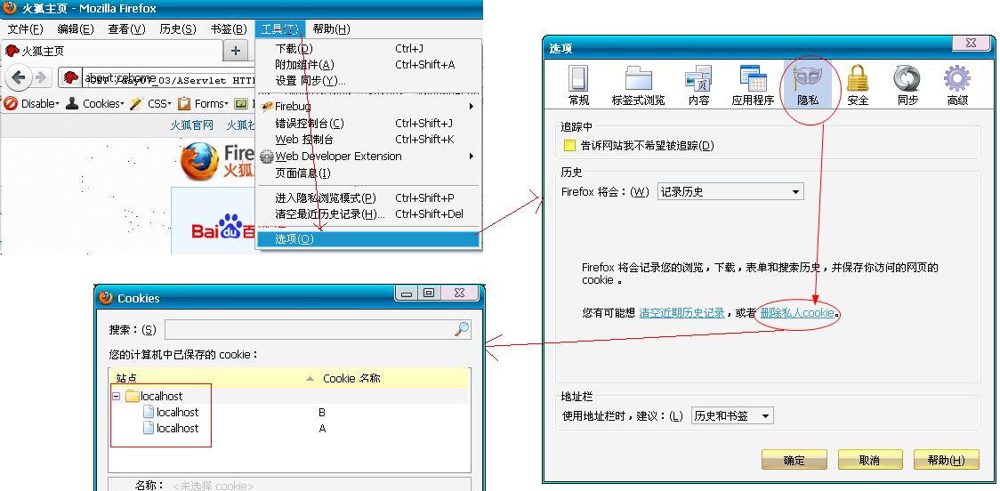 火狐主页 - Mozilla Firefox
文件(F) 编辑(E) 查看(V) 历史(S) 书签(B) 工具(T) 帮助(H)
火狐主页 +
下载(D) Ctrl+J
附加组件(A) Ctrl+Shift+A
设置 同步(Y)...
Firebug
错误控制台(C) Ctrl+Shift+J
Web 控制台 Ctrl+Shift+K
Web Developer Extension
页面信息(I)
进入隐私浏览模式(P) Ctrl+Shift+P
清空最近历史记录(H)... Ctrl+Shift+Del
选项(O)
Disable Cookies CSS Forms
火狐官网 火狐社
Fire
火狐
Bai du 百
选项
常规 标签式浏览 内容 应用程序 隐私 安全 同步 高级
追踪中
告诉网站我不希望被追踪(D)
历史
Firefox 将会：(W) 记录历史
Firefox 将会记录您的浏览，下载，表单和搜索历史，并保存你访问的网页的
cookie 。
您有可能想 清空近期历史记录，或者 删除私人cookie。
地址栏
使用地址栏时，建议：(L) 历史和书签
确定 取消 帮助(H)
Cookies
搜索：(S)
您的计算机中已保存的 cookie：
站点 Cookie 名称
localhost
localhost B
localhost A
名称： <未选择 cookie>